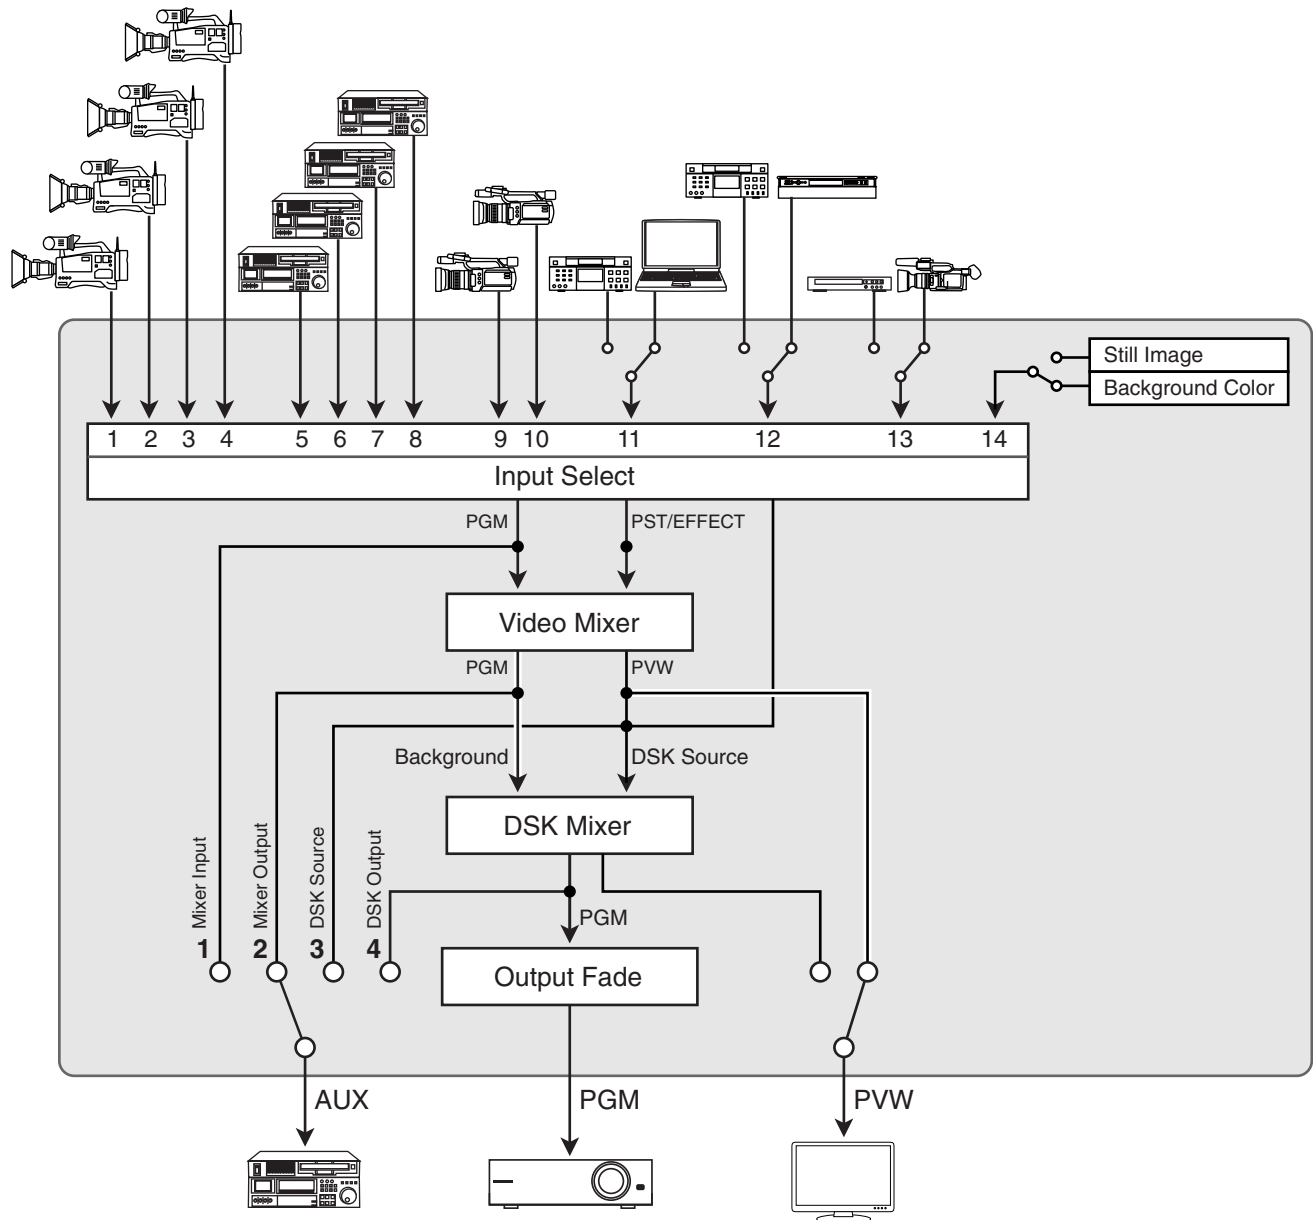 Still Image
Background Color
1 2 3 4 5 6 7 8 9 10 11 12 13 14
Input Select
PGM PST/EFFECT
Video Mixer
PGM PVW
Background DSK Source
DSK Mixer
1 Mixer Input
2 Mixer Output
3 DSK Source
4 DSK Output
PGM
Output Fade
AUX PGM PVW